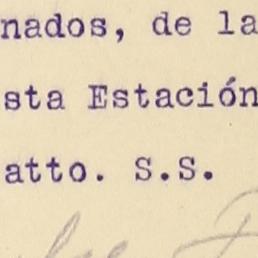 nados, de la
sta Estación
atto. S.S.